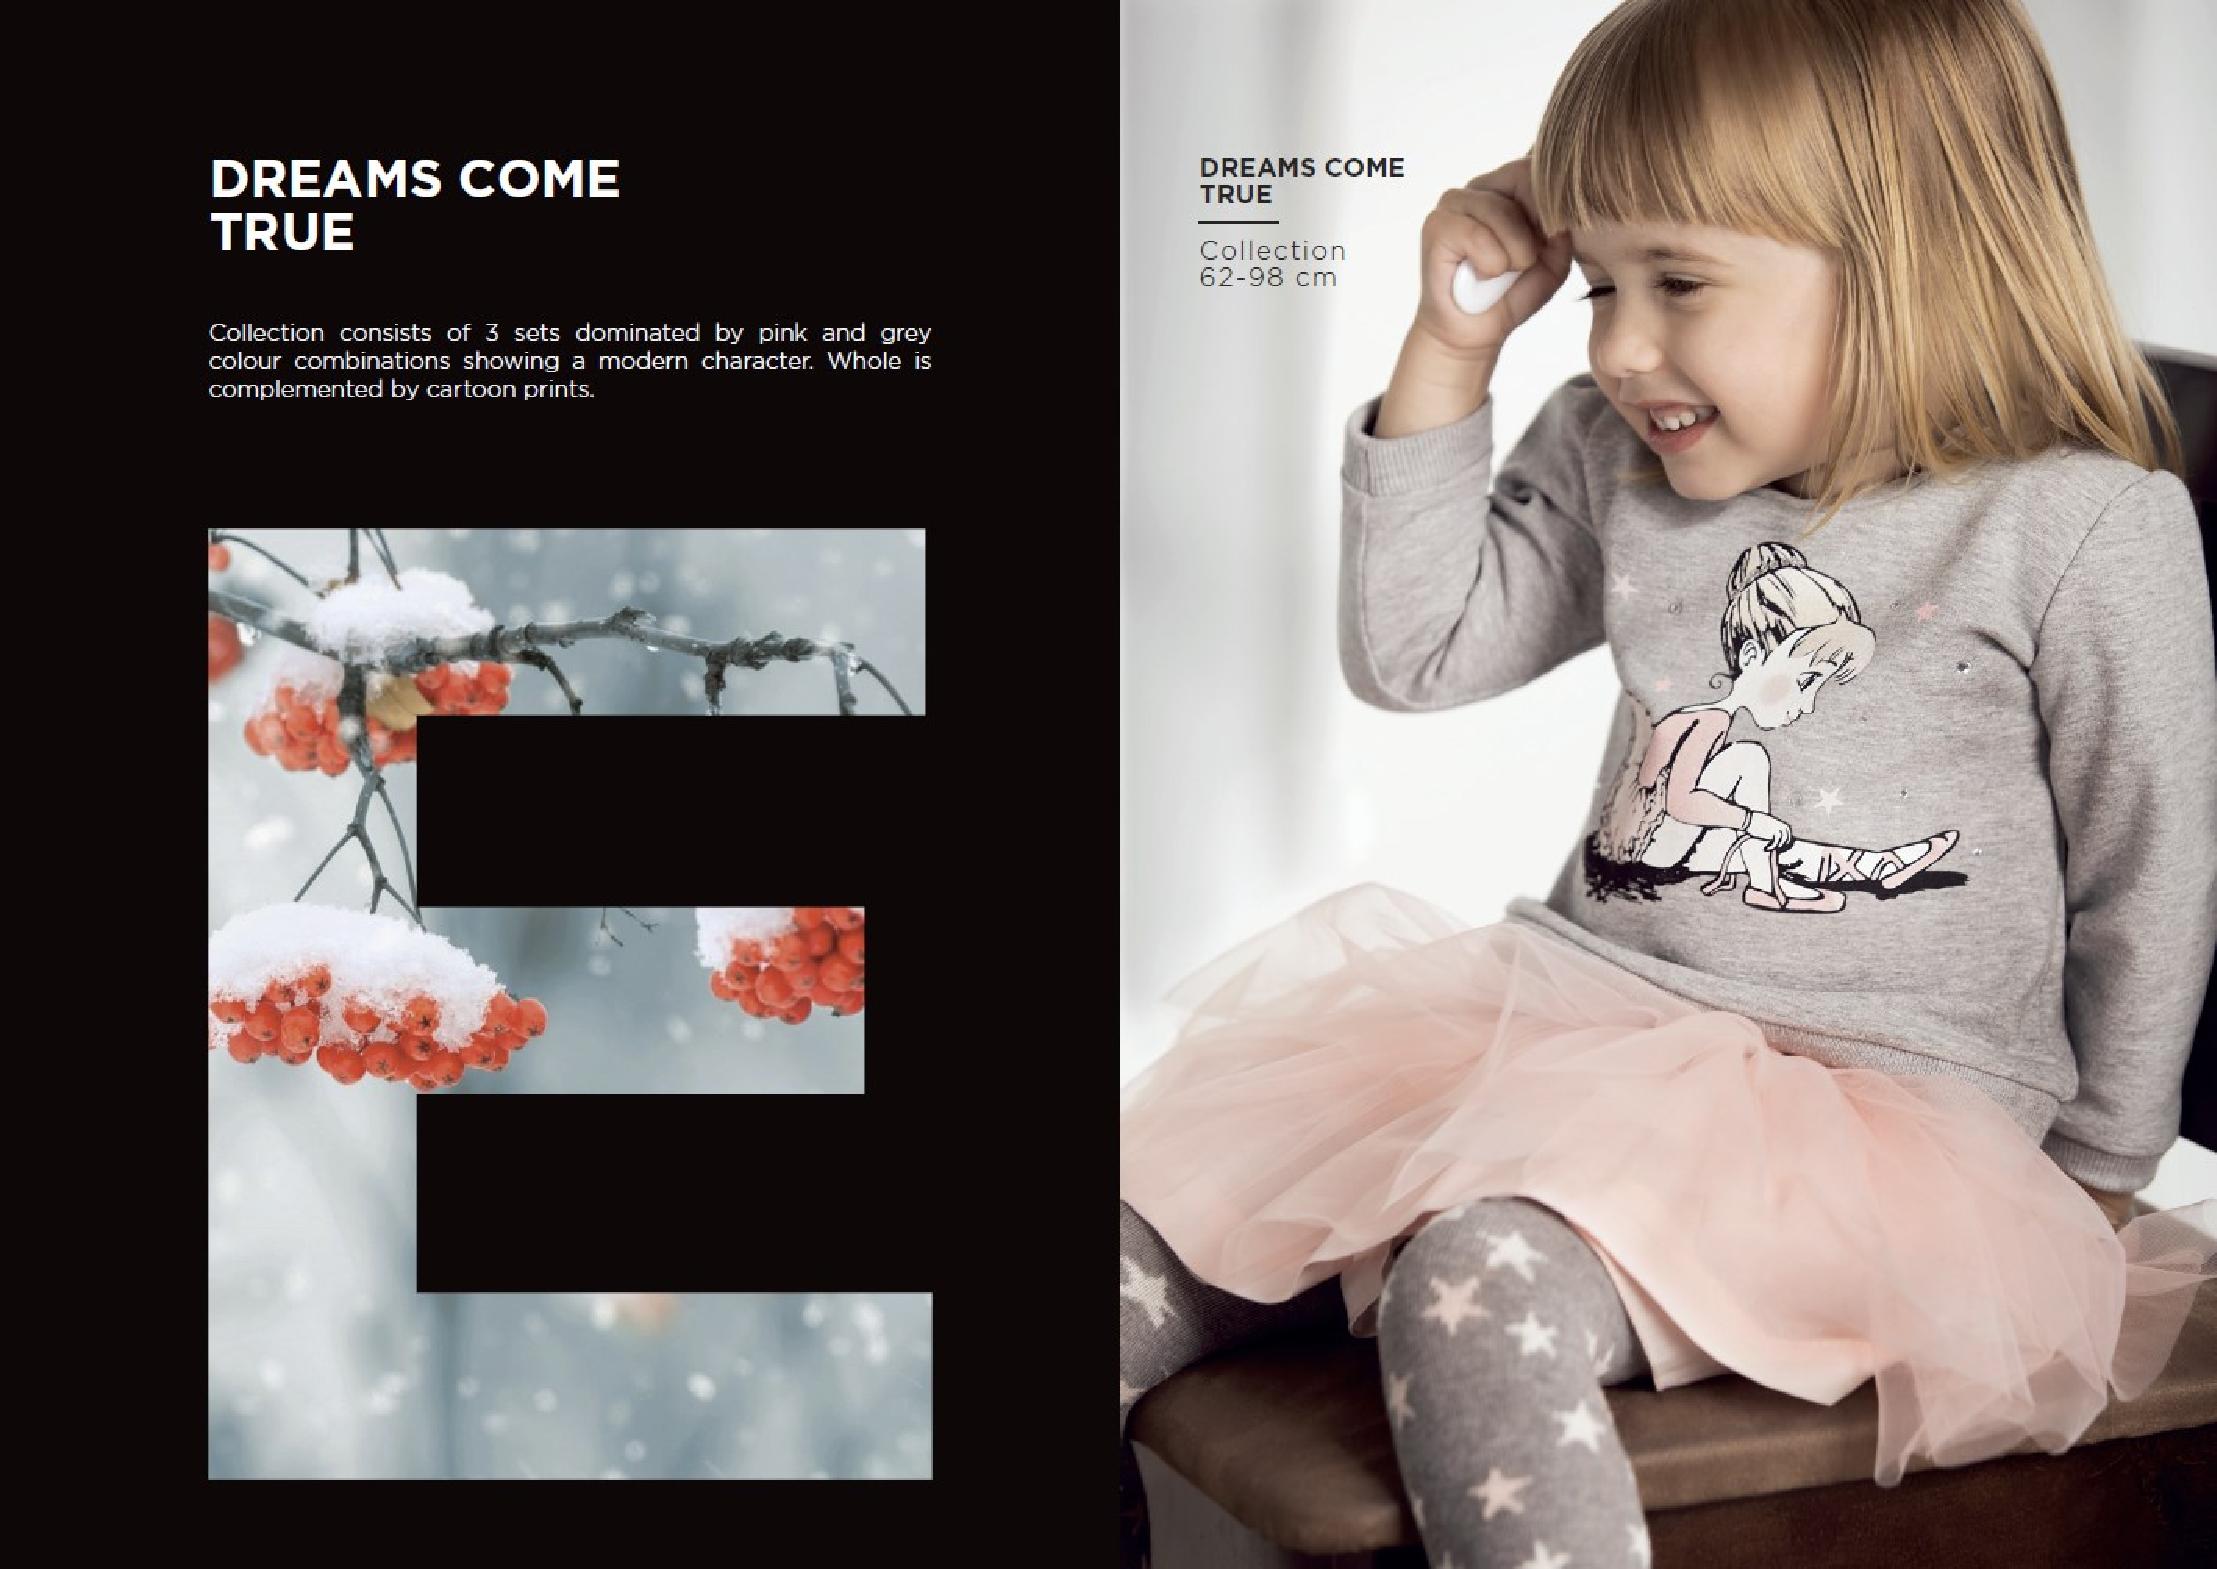 DREAMS COME
TRUE
Collection consists of 3 sets dominated by pink and grey
colour combinations showing a modern character. Whole is
complemented by cartoon prints.
E
DREAMS COME
TRUE
Collection
62-98 cm